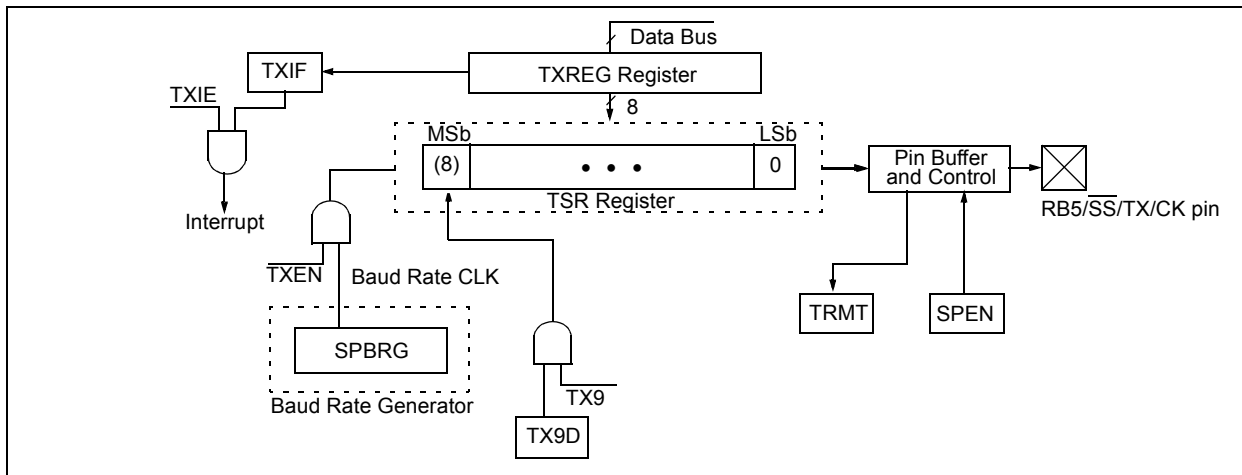 Data Bus
TXIF
TXREG Register
TXIE
8
MSb
LSb
(8)
• • •
0
Pin Buffer
and Control
TSR Register
Interrupt
RB5/S̅S̅/TX/CK pin
TXEN
Baud Rate CLK
TRMT
SPEN
SPBRG
TX9
Baud Rate Generator
TX9D